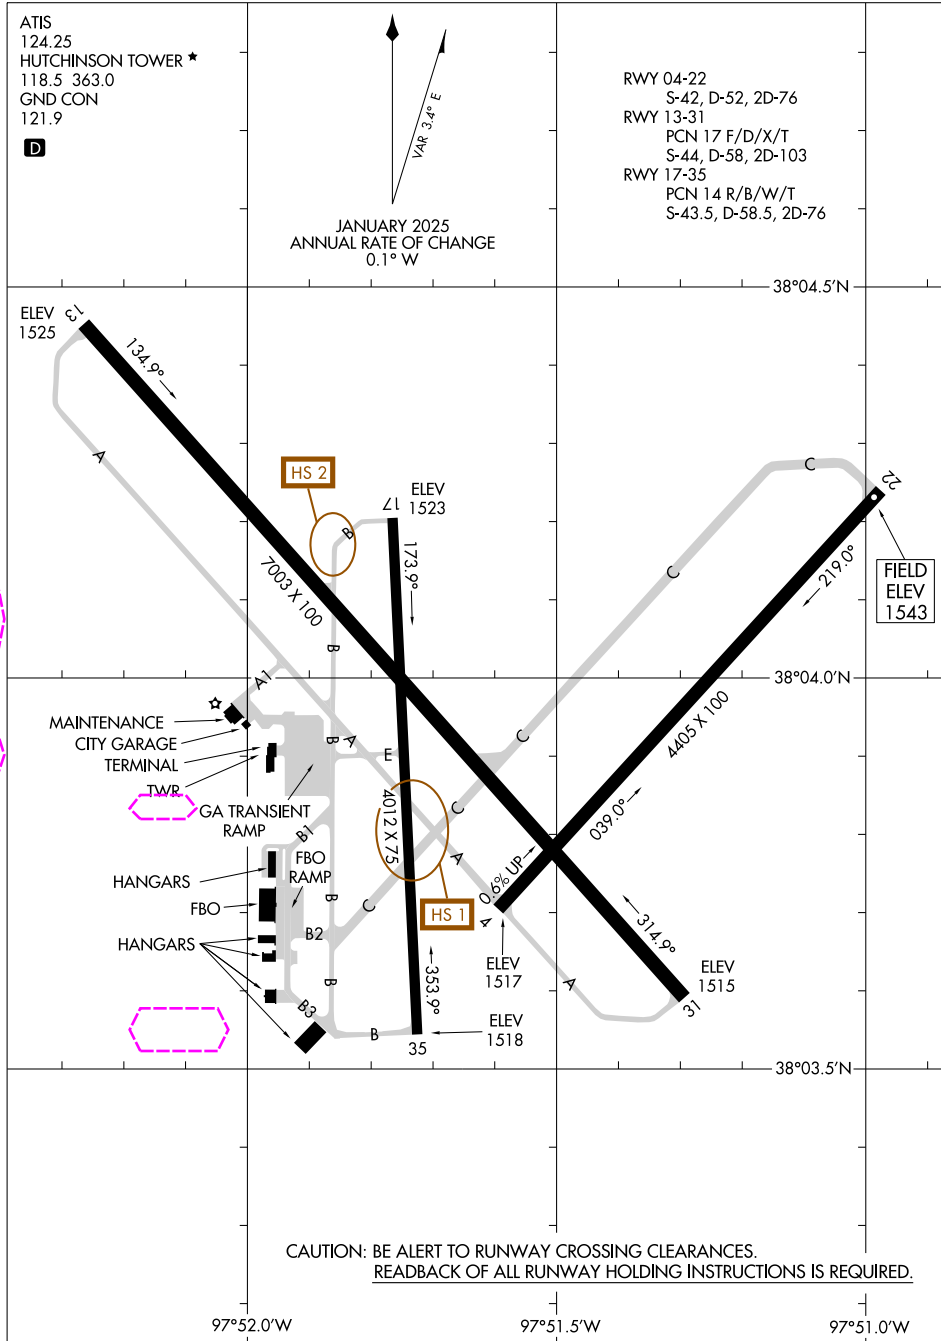 ATIS
124.25
HUTCHINSON TOWER ★
118.5 363.0
GND CON
121.9
D
VAR 3.4° E
JANUARY 2025
ANNUAL RATE OF CHANGE
0.1° W
RWY 04-22
S-42, D-52, 2D-76
RWY 13-31
PCN 17 F/D/X/T
S-44, D-58, 2D-103
RWY 17-35
PCN 14 R/B/W/T
S-43.5, D-58.5, 2D-76
38°04.5'N
ELEV
1525
13
134.9°
A
HS 2
B
17
ELEV
1523
173.9°
C
22
219.0°
FIELD
ELEV
1543
7003 X 100
C
B
38°04.0'N
A1
MAINTENANCE
CITY GARAGE
TERMINAL
TWR
GA TRANSIENT
RAMP
B
A
E
C
4405 X 100
4012 X 75
C
039.0°
B1
FBO
RAMP
A
0.6% UP
HANGARS
FBO
B
C
HS 1
4
HANGARS
B2
314.9°
ELEV
1517
353.9°
ELEV
1515
B
A
B3
31
B
35
ELEV
1518
38°03.5'N
CAUTION: BE ALERT TO RUNWAY CROSSING CLEARANCES.
READBACK OF ALL RUNWAY HOLDING INSTRUCTIONS IS REQUIRED.
97°52.0'W
97°51.5'W
97°51.0'W